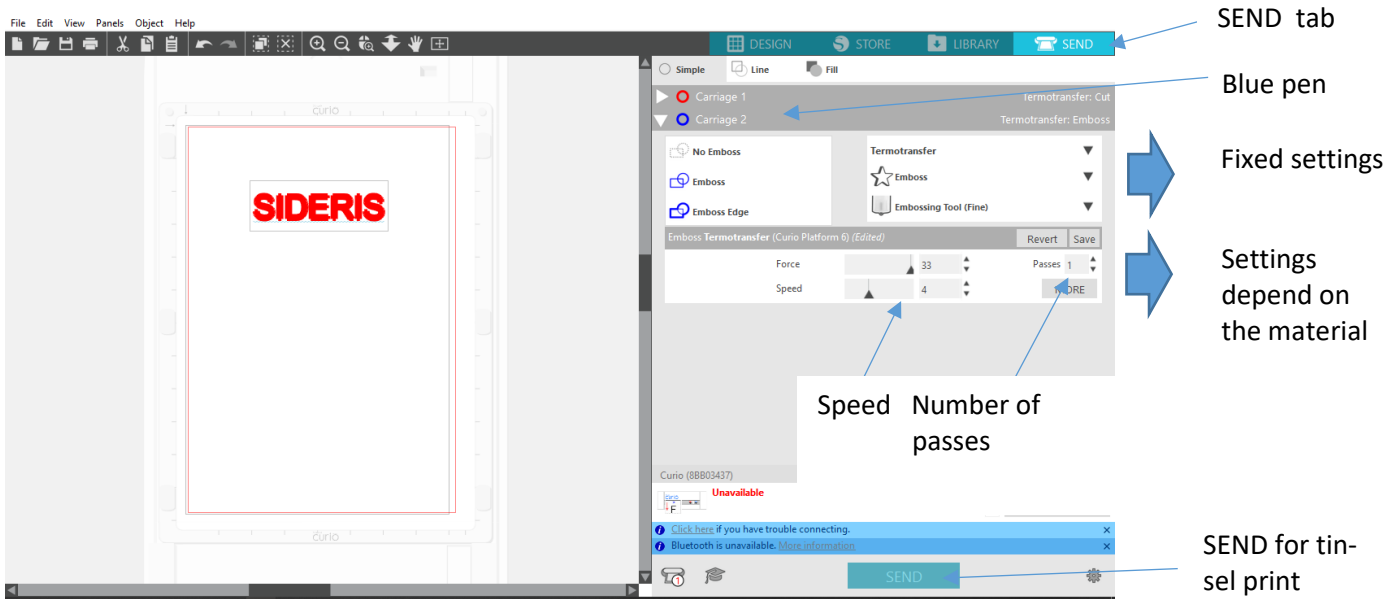 File Edit View Panels Object Help
DESIGN STORE LIBRARY SEND
SEND tab
Simple Line Fill
Carriage 1 Termotransfer: Cut
Carriage 2 Termotransfer: Emboss
Blue pen
No Emboss
Emboss
Emboss Edge
Termotransfer
Emboss
Embossing Tool (Fine)
Fixed settings
Emboss Termotransfer (Curio Platform 6) (Edited) Revert Save
Force 33 Passes 1
Speed 4
Settings
depend on
the material
curio
SIDERIS
curio
Speed Number of
passes
Curio (8BB03437)
Unavailable
F
Click here if you have trouble connecting.
Bluetooth is unavailable. More information
1
SEND
SEND for tin-
sel print